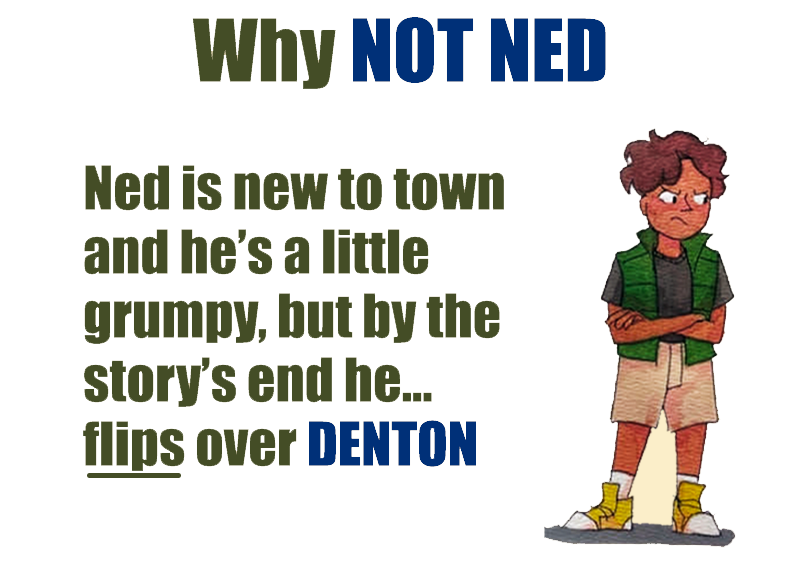 Why NOT NED
Ned is new to town
and he’s a little
grumpy, but by the
story’s end he...
flips over DENTON